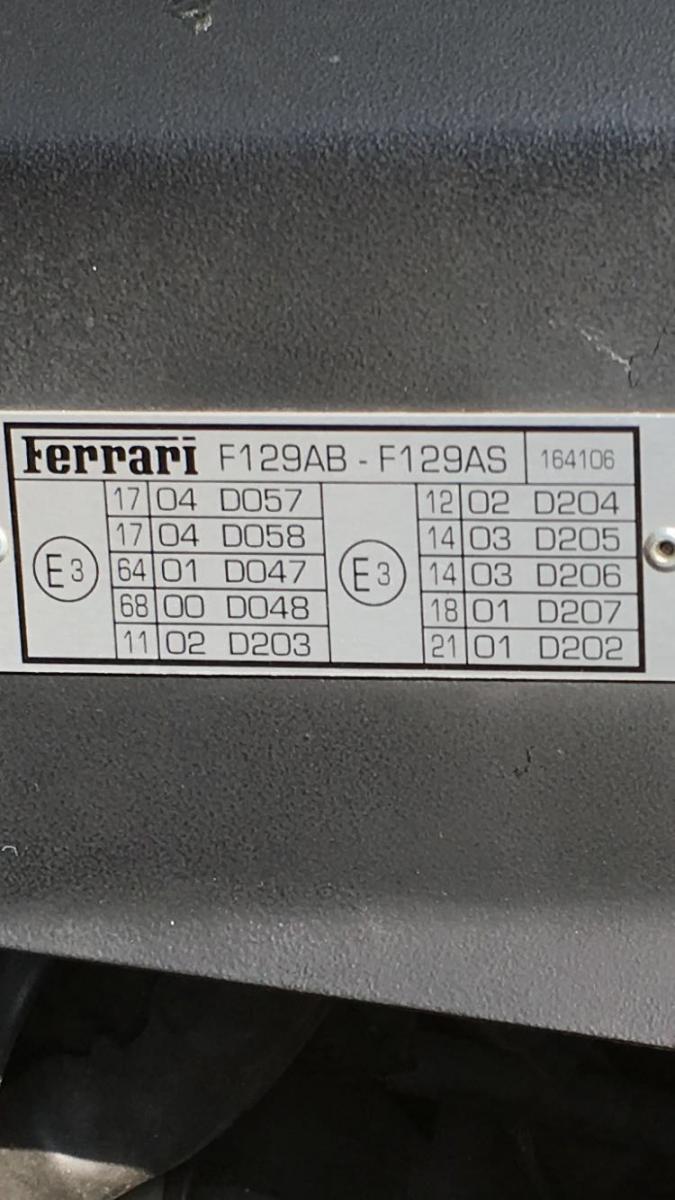 Ferrari F129AB - F129AS 164106
E3
17 04 D057
17 04 D058
64 01 D047
68 00 D048
11 02 D203
E3
12 02 D204
14 03 D205
14 03 D206
18 01 D207
21 01 D202